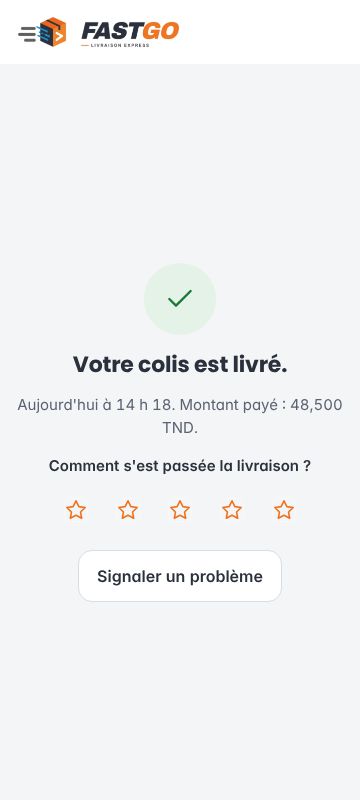 FASTGO
LIVRAISON EXPRESS
Votre colis est livré.
Aujourd'hui à 14 h 18. Montant payé : 48,500
TND.
Comment s'est passée la livraison ?
Signaler un problème